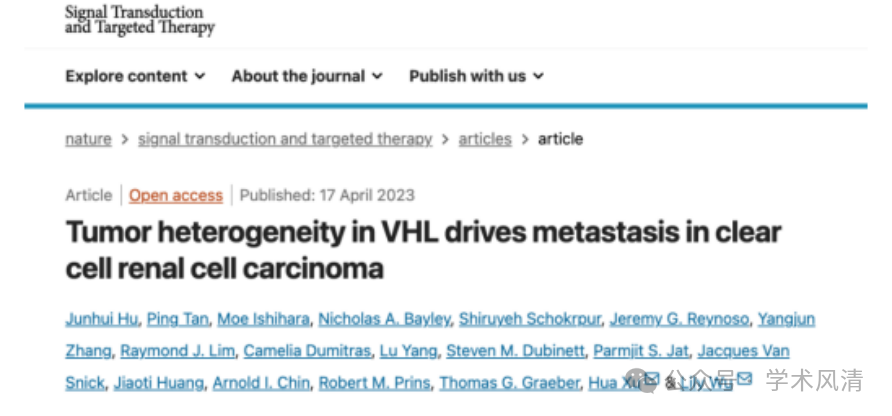 Signal Transduction
and Targeted Therapy
Explore content About the journal Publish with us
nature > signal transduction and targeted therapy > articles > article
Article | Open access | Published: 17 April 2023
Tumor heterogeneity in VHL drives metastasis in clear
cell renal cell carcinoma
Junhui Hu, Ping Tan, Moe Ishihara, Nicholas A. Bayley, Shiruyeh Schokrpur, Jeremy G. Reynoso, Yangjun
Zhang, Raymond J. Lim, Camelia Dumitras, Lu Yang, Steven M. Dubinett, Parmjit S. Jat, Jacques Van
Snick, Jiaoti Huang, Arnold I. Chin, Robert M. Prins, Thomas G. Graeber, Hua Xu & Lily Wu
公众号 学术风清